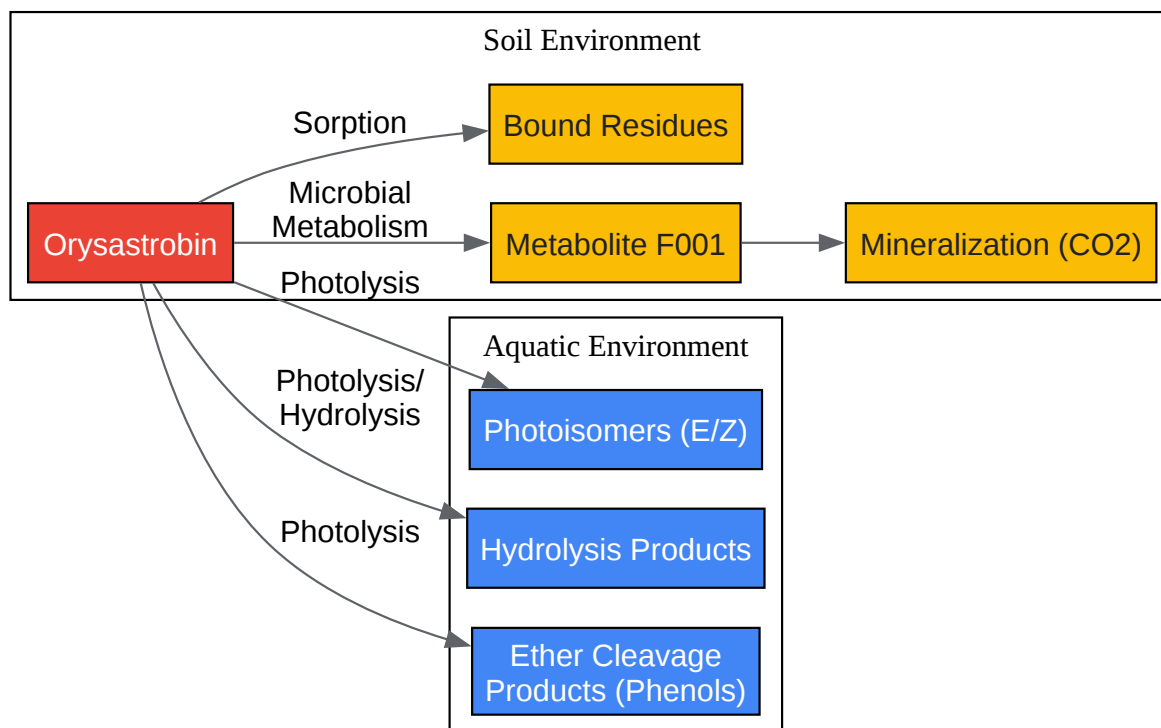 Soil Environment
Sorption
Bound Residues
Microbial
Metabolism
Orysastrobin
Metabolite F001
Mineralization (CO2)
Photolysis
Aquatic Environment
Photolysis/
Hydrolysis
Photoisomers (E/Z)
Photolysis
Hydrolysis Products
Ether Cleavage
Products (Phenols)